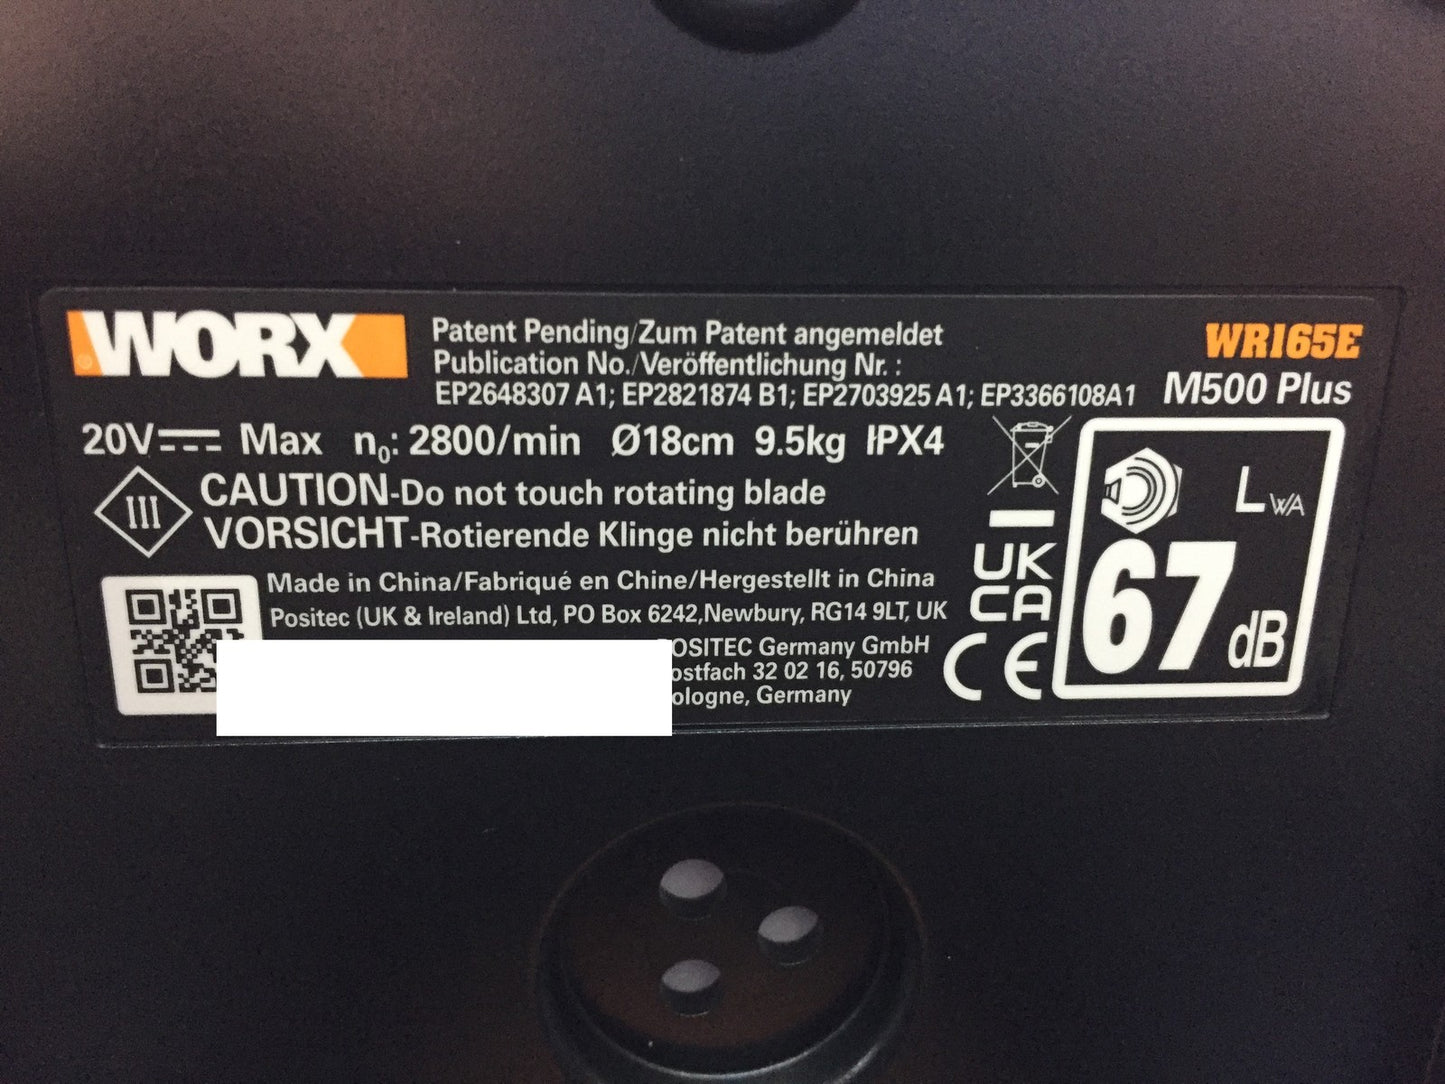 WORX
Patent Pending/Zum Patent angemeldet
Publication No./Veröffentlichung Nr. :
EP2648307 A1; EP2821874 B1; EP2703925 A1; EP3366108A1
WR165E
M500 Plus
20V Max n0: 2800/min Ø18cm 9.5kg IPX4
III
CAUTION-Do not touch rotating blade
VORSICHT-Rotierende Klinge nicht berühren
Made in China/Fabriqué en Chine/Hergestellt in China
Positec (UK & Ireland) Ltd, PO Box 6242,Newbury, RG14 9LT, UK
OSITEC Germany GmbH
ostfach 32 02 16, 50796
ologne, Germany
UK
CA
CE
LWA
67 dB